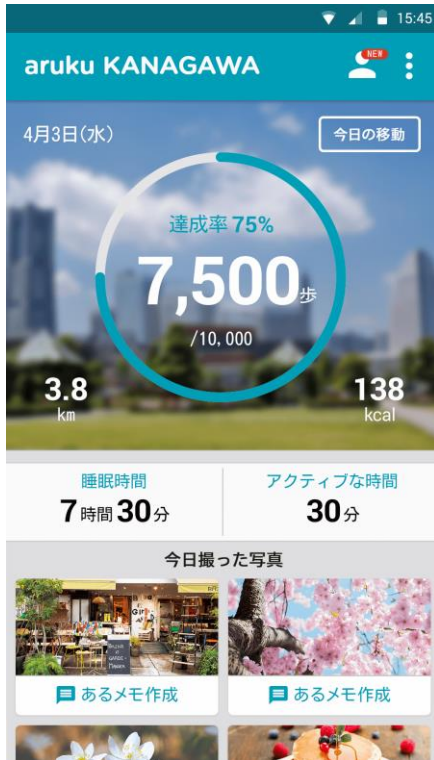 15:45
aruku KANAGAWA
NEW
4月3日(水)
今日の移動
達成率 75%
7,500歩
/10,000
3.8
km
138
kcal
睡眠時間
アクティブな時間
7時間30分
30分
今日撮った写真
あるメモ作成
あるメモ作成